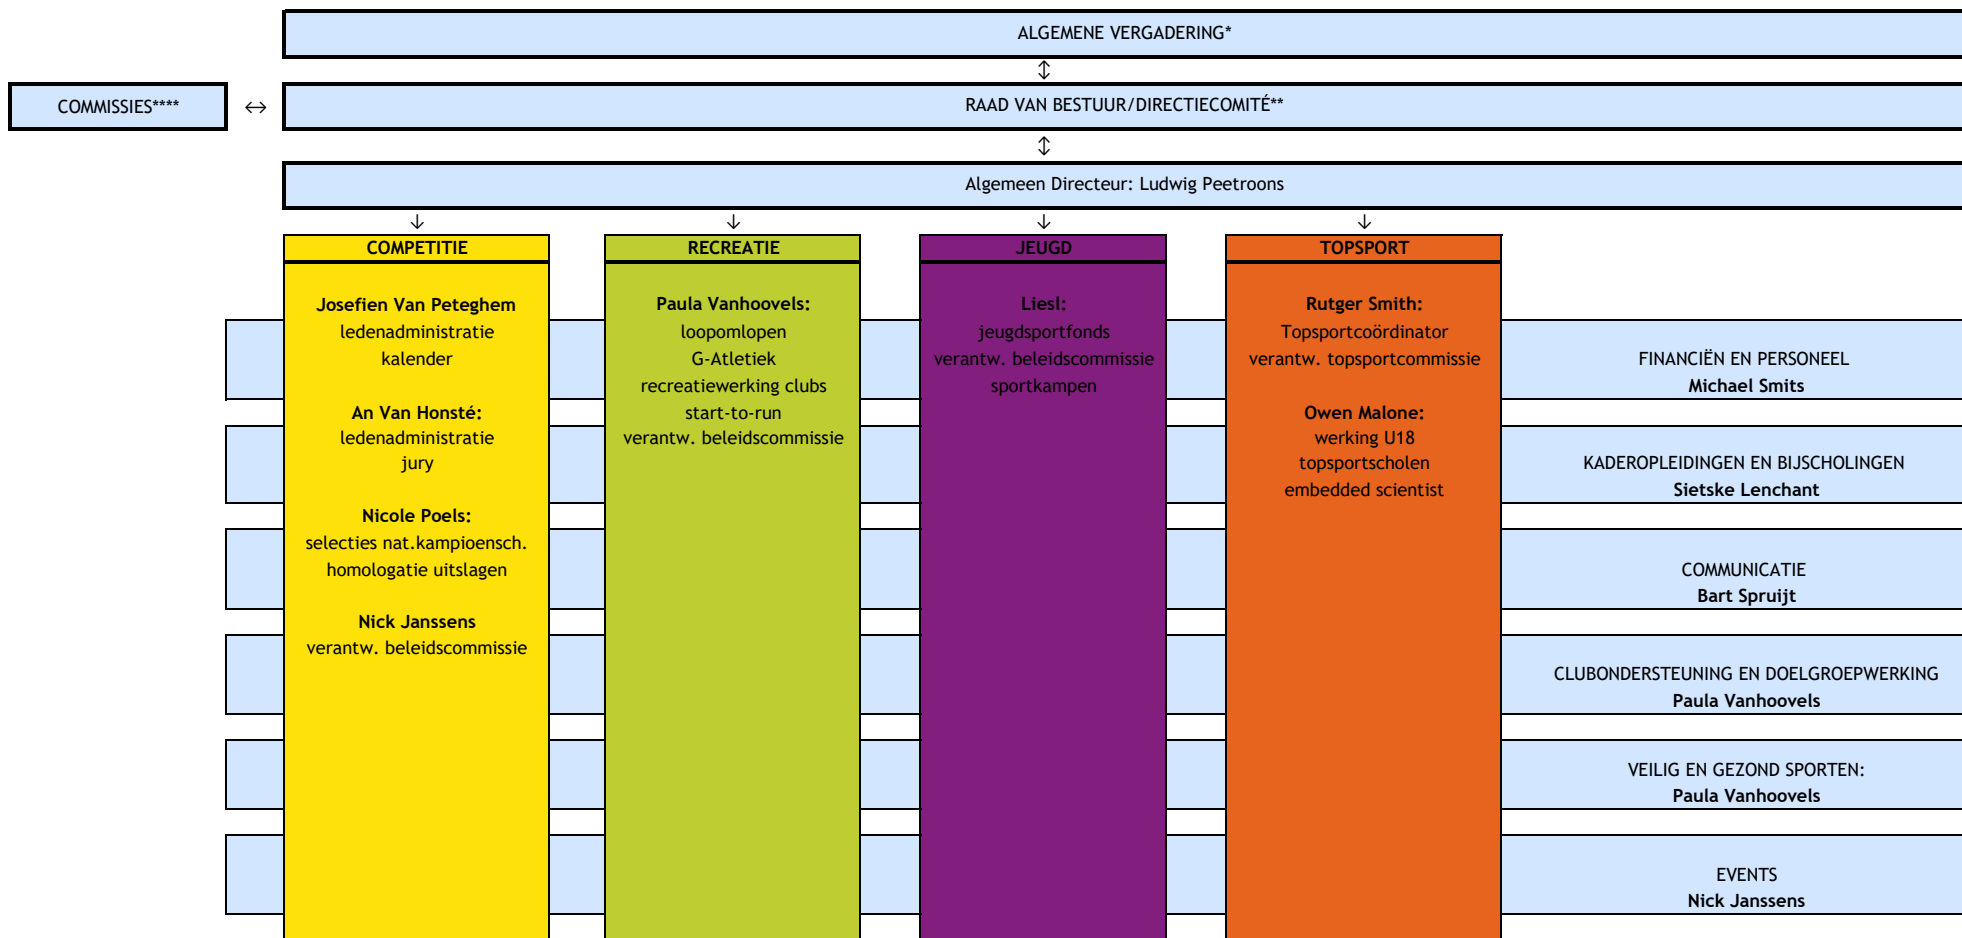 ALGEMENE VERGADERING*
↕
COMMISSIES****
↔
RAAD VAN BESTUUR/DIRECTIECOMITÉ**
↕
Algemeen Directeur: Ludwig Peetroons
↓ ↓ ↓ ↓
COMPETITIE
Josefien Van Peteghem
ledenadministratie
kalender
An Van Honsté:
ledenadministratie
jury
Nicole Poels:
selecties nat.kampioensch.
homologatie uitslagen
Nick Janssens
verantw. beleidscommissie
RECREATIE
Paula Vanhoovels:
loopomlopen
G-Atletiek
recreatiewerking clubs
start-to-run
verantw. beleidscommissie
JEUGD
Liesl:
jeugdsportfonds
verantw. beleidscommissie
sportkampen
TOPSPORT
Rutger Smith:
Topsportcoördinator
verantw. topsportcommissie
Owen Malone:
werking U18
topsportscholen
embedded scientist
FINANCIËN EN PERSONEEL
Michael Smits
KADEROPLEIDINGEN EN BIJSCHOLINGEN
Sietske Lenchant
COMMUNICATIE
Bart Spruijt
CLUBONDERSTEUNING EN DOELGROEPWERKING
Paula Vanhoovels
VEILIG EN GEZOND SPORTEN:
Paula Vanhoovels
EVENTS
Nick Janssens